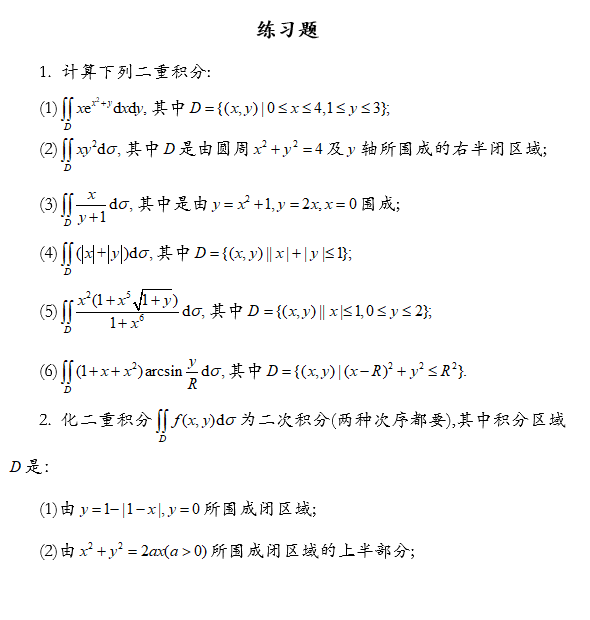 练习题
1. 计算下列二重积分:
(1) ∬_D xe^{x²+y}dxdy, 其中 D={(x,y)|0≤x≤4,1≤y≤3};
(2) ∬_D xy²dσ, 其中 D 是由圆周 x²+y²=4 及 y 轴所围成的右半闭区域;
(3) ∬_D \frac{x}{y+1}dσ, 其中是由 y=x²+1, y=2x, x=0 围成;
(4) ∬_D (|x|+|y|)dσ, 其中 D={(x,y)||x|+|y|≤1};
(5) ∬_D \frac{x²(1+x⁵\sqrt{1+y})}{1+x⁶}dσ, 其中 D={(x,y)||x|≤1,0≤y≤2};
(6) ∬_D (1+x+x²)arcsin\frac{y}{R}dσ, 其中 D={(x,y)|(x-R)²+y²≤R²}.
2. 化二重积分 ∬_D f(x,y)dσ 为二次积分(两种次序都要),其中积分区域
D 是:
(1)由 y=1-|1-x|, y=0 所围成闭区域;
(2)由 x²+y²=2ax(a>0) 所围成闭区域的上半部分;